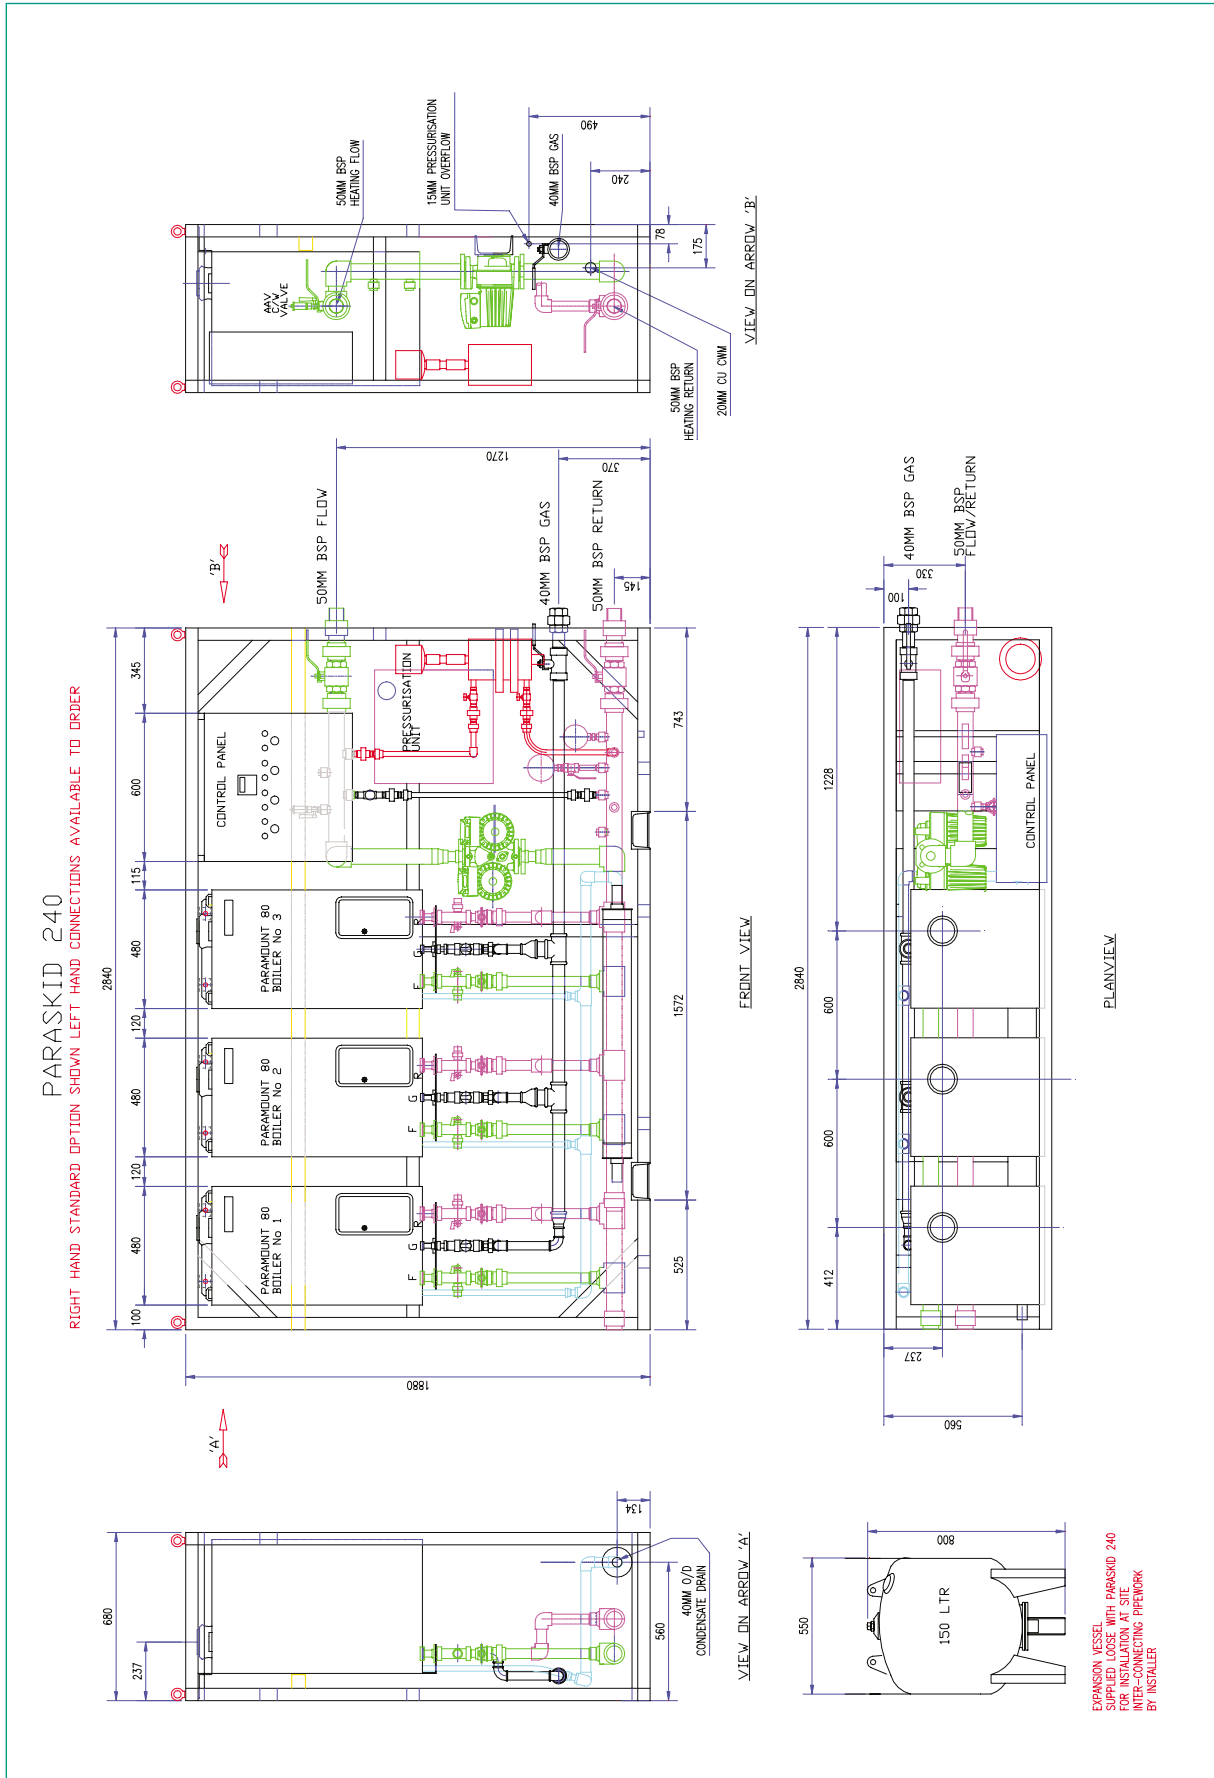 PARASKID 240
RIGHT HAND STANDARD OPTION SHOWN LEFT HAND CONNECTIONS AVAILABLE TO ORDER
680
237
134
560
40MM O/D
CONDENSATE DRAIN
VIEW ON ARROW 'A'
'A'
1880
2840
100
480
120
480
120
480
115
600
345
PARAMOUNT 80
BOILER No 1
PARAMOUNT 80
BOILER No 2
PARAMOUNT 80
BOILER No 3
CONTROL PANEL
PRESSURISATION
UNIT
F
G
R
F
G
R
F
G
R
525
1572
743
FRONT VIEW
'B'
50MM BSP FLOW
40MM BSP GAS
50MM BSP RETURN
1270
370
145
AAV
C/W
VALVE
50MM BSP
HEATING FLOW
15MM PRESSURISATION
UNIT OVERFLOW
40MM BSP GAS
490
240
78
175
50MM BSP
HEATING RETURN
20MM CU CWM
VIEW ON ARROW 'B'
550
800
150 LTR
EXPANSION VESSEL
SUPPLIED LOOSE WITH PARASKID 240
FOR INSTALLATION AT SITE
INTER-CONNECTING PIPEWORK
BY INSTALLER
2840
412
600
600
1228
237
560
CONTROL PANEL
100
330
40MM BSP GAS
50MM BSP
FLOW/RETURN
PLANVIEW